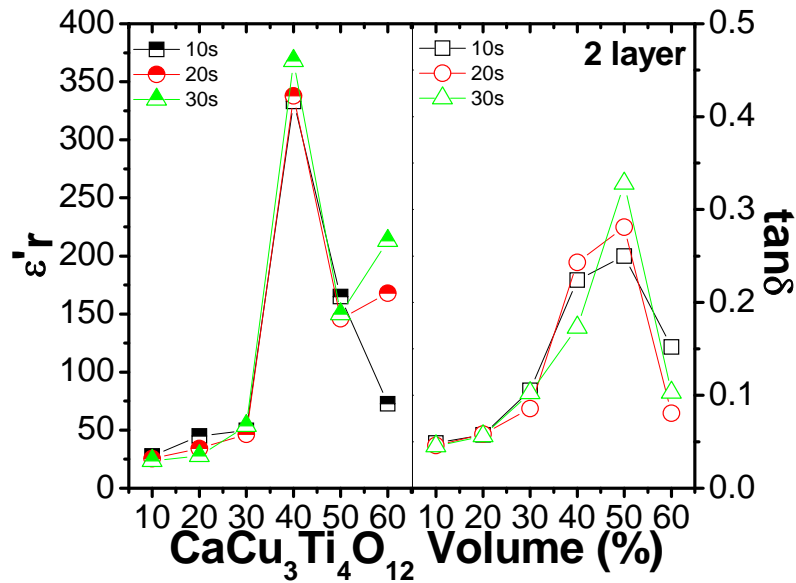 400
350
300
250
200
150
100
50
0
ε'r
10s
20s
30s
2 layer
10s
20s
30s
0.5
0.4
0.3
0.2
0.1
0.0
tanδ
10 20 30 40 50 60 10 20 30 40 50 60
CaCu₃Ti₄O₁₂ Volume (%)